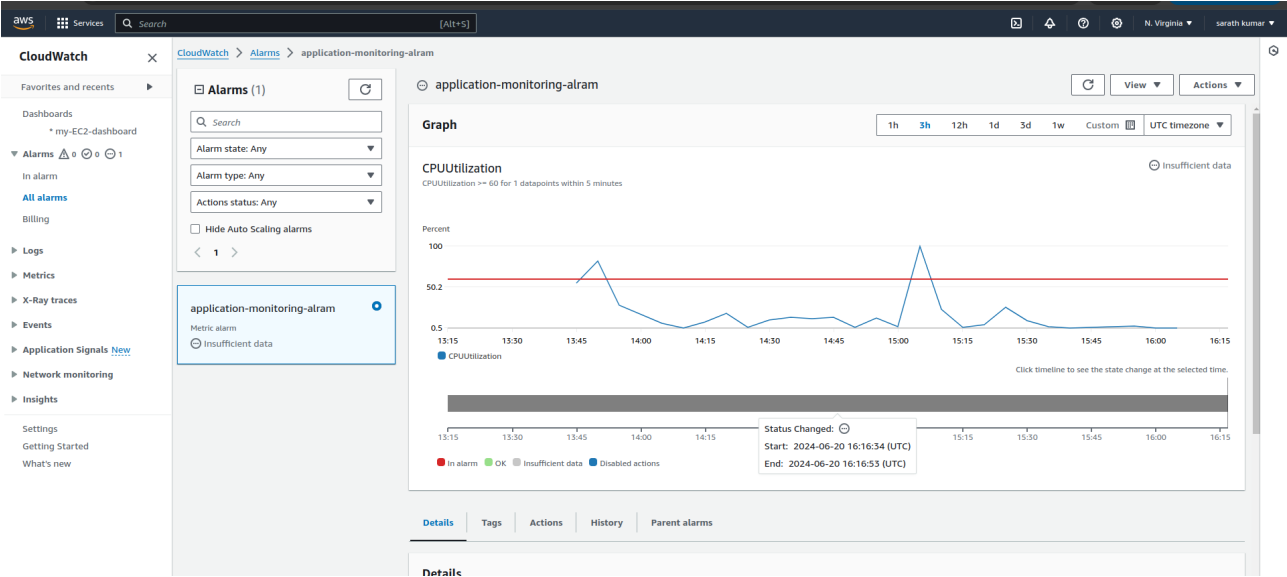 aws Services Search [Alt+S] N. Virginia sarath kumar
CloudWatch
Favorites and recents
Dashboards
* my-EC2-dashboard
Alarms 0 0 1
In alarm
All alarms
Billing
Logs
Metrics
X-Ray traces
Events
Application Signals New
Network monitoring
Insights
Settings
Getting Started
What's new
CloudWatch > Alarms > application-monitoring-alram
Alarms (1)
Search
Alarm state: Any
Alarm type: Any
Actions status: Any
Hide Auto Scaling alarms
< 1 >
application-monitoring-alram
Metric alarm
Insufficient data
application-monitoring-alram
View Actions
Graph
1h 3h 12h 1d 3d 1w Custom UTC timezone
CPUUtilization
Insufficient data
CPUUtilization >= 60 for 1 datapoints within 5 minutes
Percent
100
50.2
0.5
13:15 13:30 13:45 14:00 14:15 14:30 14:45 15:00 15:15 15:30 15:45 16:00 16:15
CPUUtilization
Click timeline to see the state change at the selected time.
13:15 13:30 13:45 14:00 14:15 15:15 15:30 15:45 16:00 16:15
Status Changed:
Start: 2024-06-20 16:16:34 (UTC)
End: 2024-06-20 16:16:53 (UTC)
In alarm OK Insufficient data Disabled actions
Details Tags Actions History Parent alarms
Details